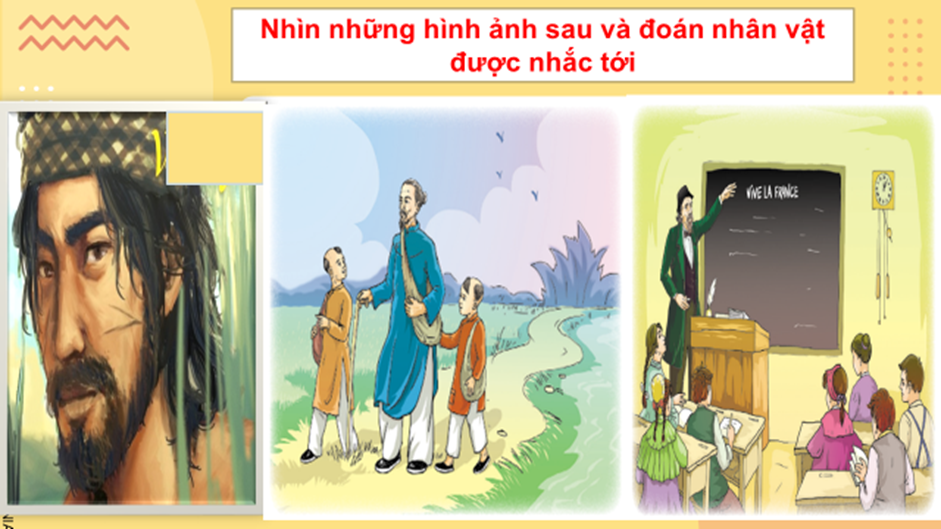 Nhìn những hình ảnh sau và đoán nhân vật
được nhắc tới
VIVE LA FRANCE